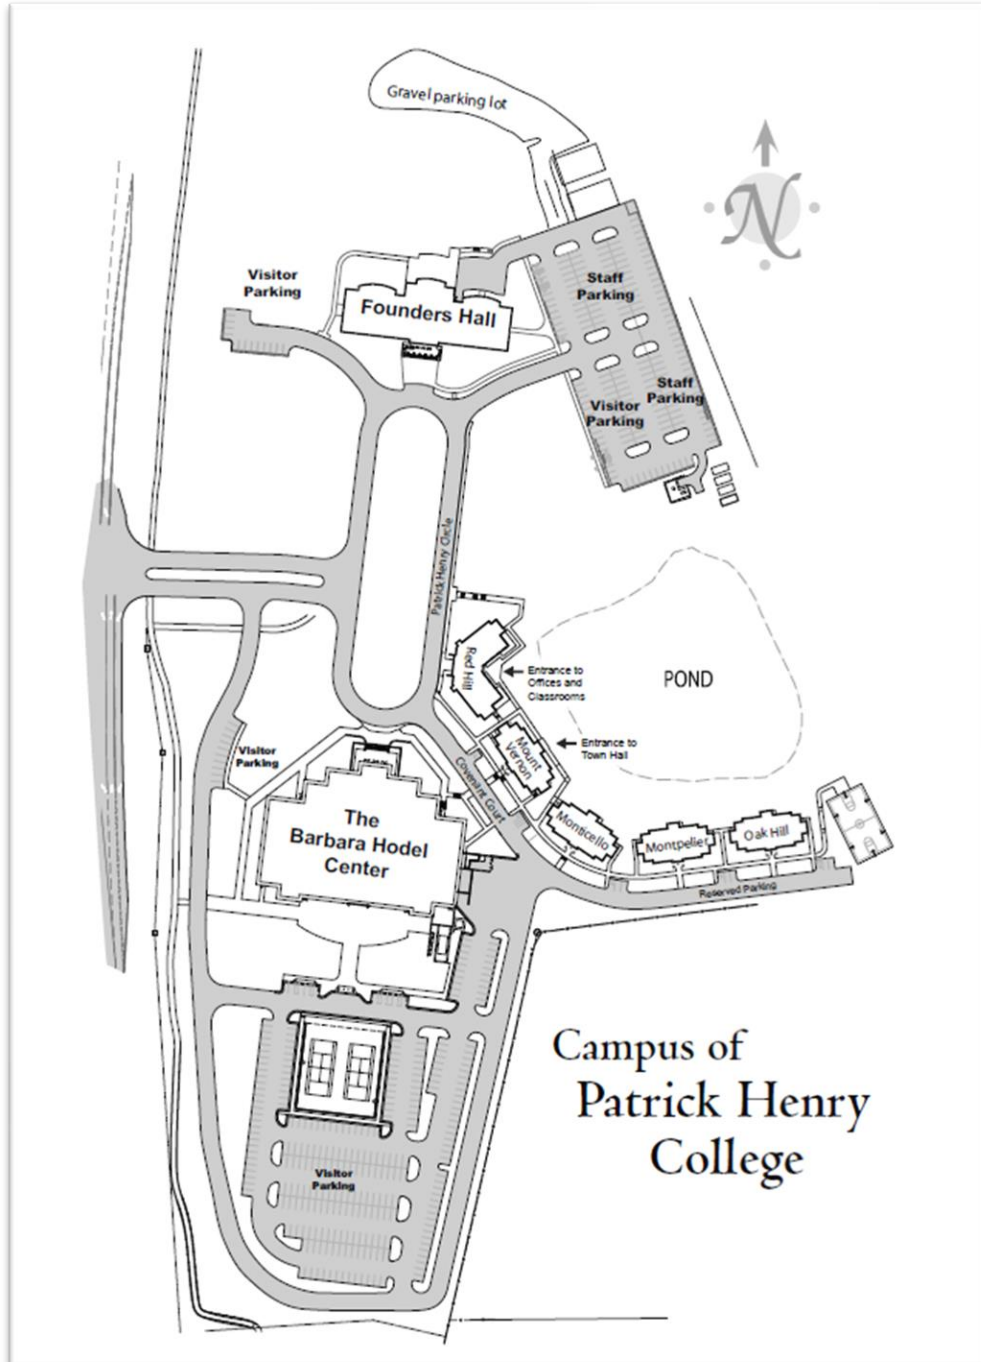 Gravel parking lot
N
Visitor
Parking
Founders Hall
Staff
Parking
Staff
Parking
Visitor
Parking
Patrick Henry Circle
Red Hill
Entrance to
Offices and
Classrooms
POND
Mount
Vernon
Entrance to
Town Hall
Visitor
Parking
Covenant Court
The
Barbara Hodel
Center
Monticello
Montpelier
Oak Hill
Reserved Parking
Campus of
Patrick Henry
College
Visitor
Parking